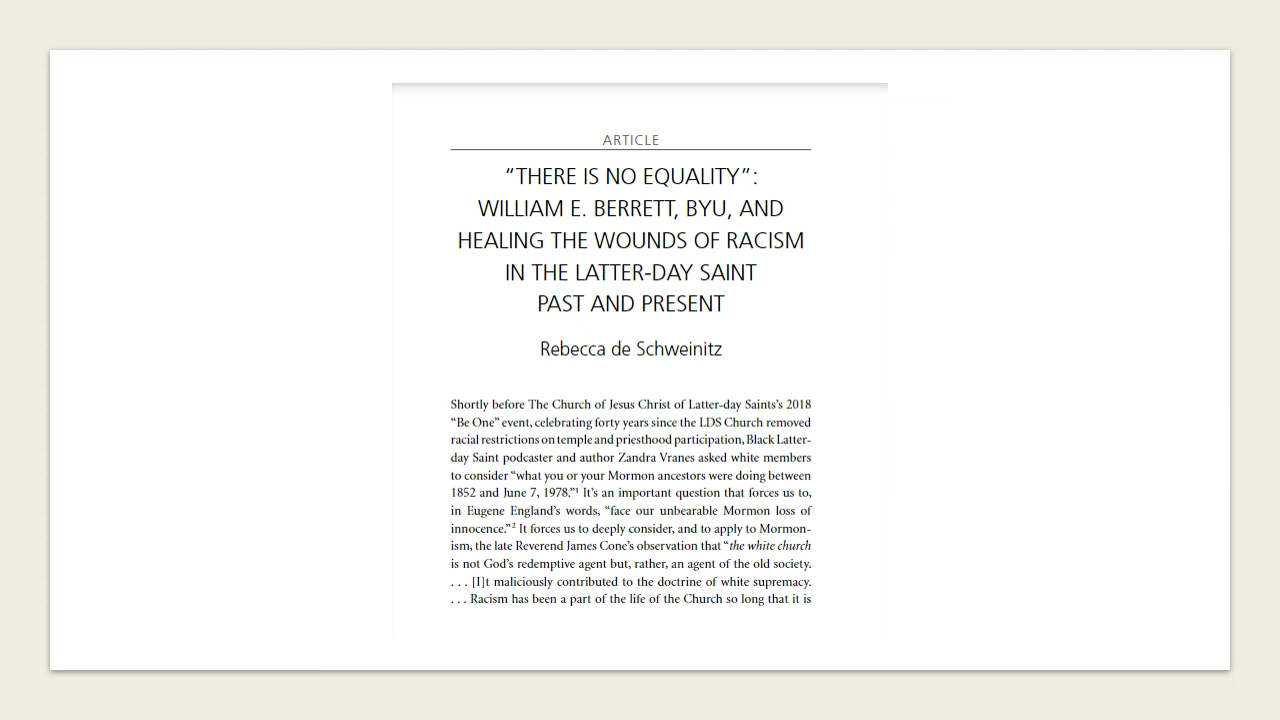 ARTICLE
“THERE IS NO EQUALITY”:
WILLIAM E. BERRETT, BYU, AND
HEALING THE WOUNDS OF RACISM
IN THE LATTER-DAY SAINT
PAST AND PRESENT
Rebecca de Schweinitz
Shortly before The Church of Jesus Christ of Latter-day Saints’s 2018
“Be One” event, celebrating forty years since the LDS Church removed
racial restrictions on temple and priesthood participation, Black Latter-
day Saint podcaster and author Zandra Vranes asked white members
to consider “what you or your Mormon ancestors were doing between
1852 and June 7, 1978.”¹ It’s an important question that forces us to,
in Eugene England’s words, “face our unbearable Mormon loss of
innocence.”² It forces us to deeply consider, and to apply to Mormon-
ism, the late Reverend James Cone’s observation that “the white church
is not God’s redemptive agent but, rather, an agent of the old society.
. . . [I]t maliciously contributed to the doctrine of white supremacy.
. . . Racism has been a part of the life of the Church so long that it is